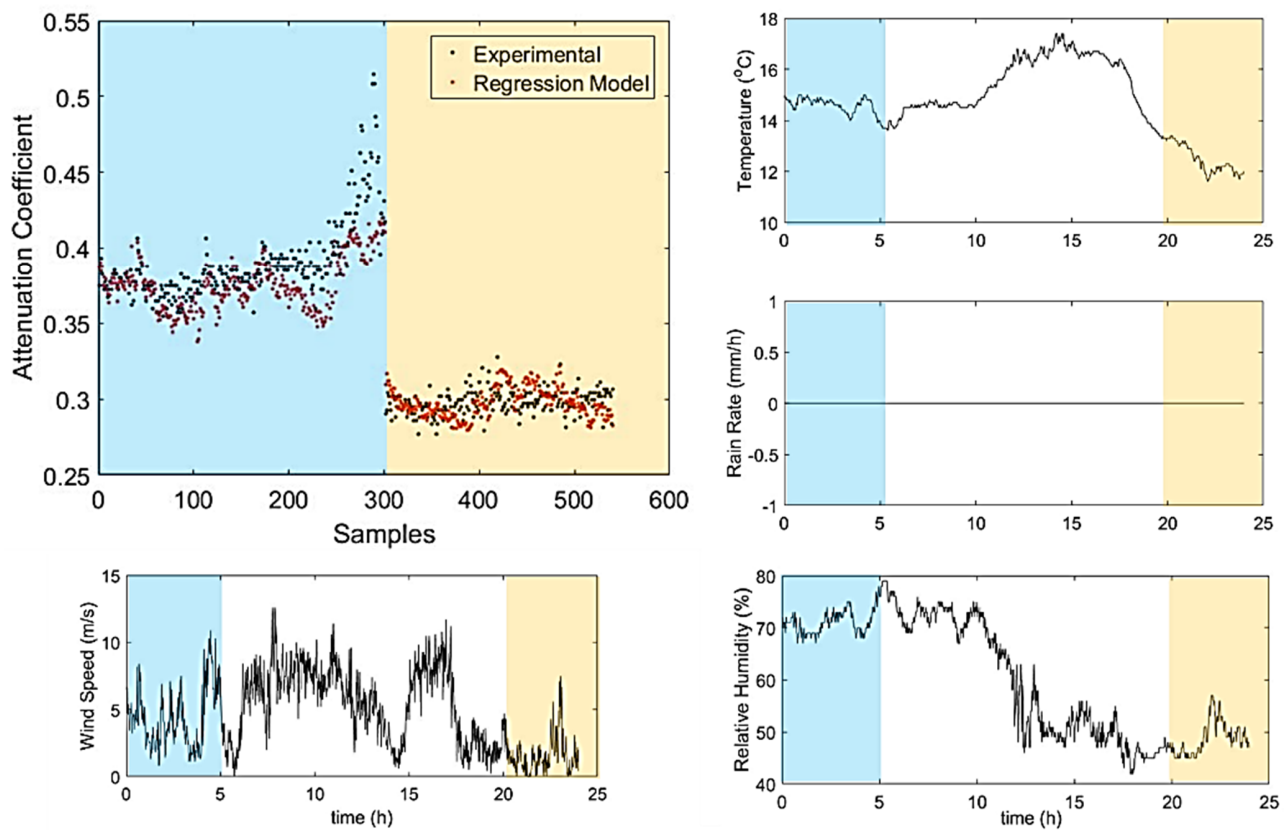 0.55
0.5
0.45
0.4
0.35
0.3
0.25
Attenuation Coefficient
Experimental
Regression Model
0 100 200 300 400 500 600
Samples
18
16
14
12
10
Temperature (°C)
0 5 10 15 20 25
1
0.5
0
-0.5
-1
Rain Rate (mm/h)
0 5 10 15 20 25
15
10
5
0
Wind Speed (m/s)
0 5 10 15 20 25
time (h)
80
70
60
50
40
Relative Humidity (%)
0 5 10 15 20 25
time (h)